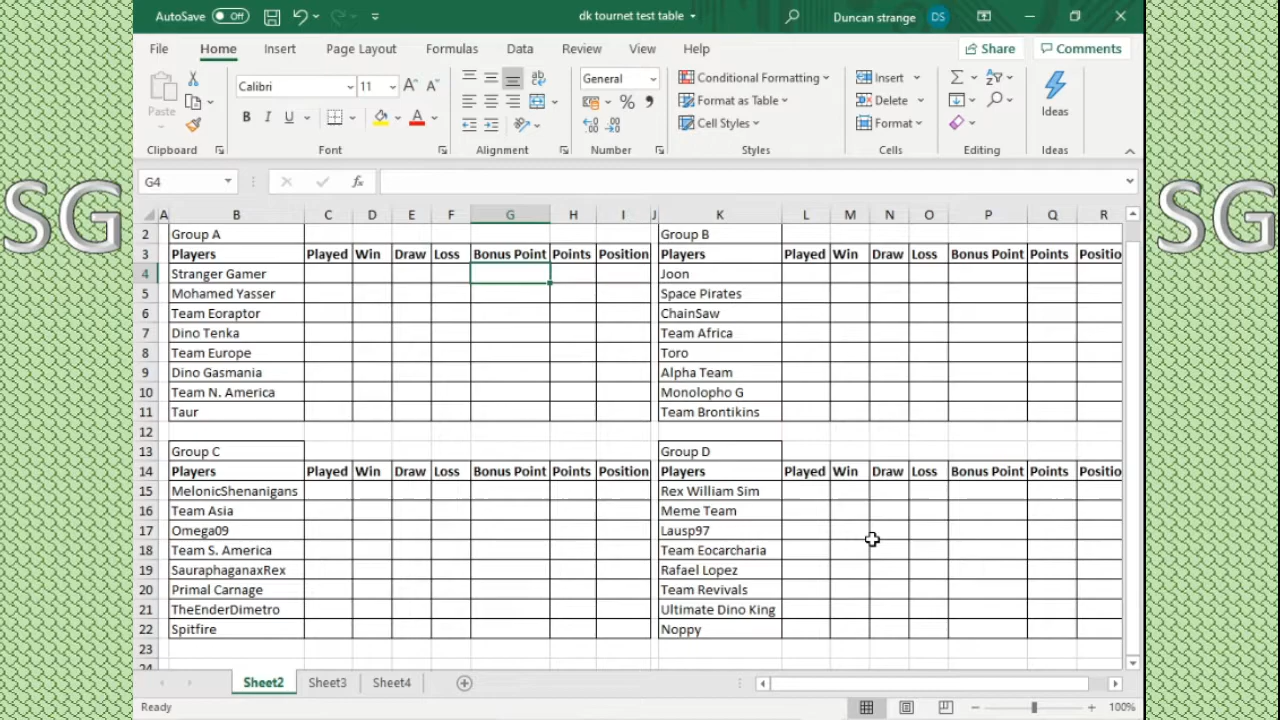 AutoSave Off
dk tournet test table
Duncan strange DS
File Home Insert Page Layout Formulas Data Review View Help Share Comments
Paste
Calibri 11
B I U A
A A
ab
General
%
Conditional Formatting
Format as Table
Cell Styles
Insert
Delete
Format
Ideas
Clipboard Font Alignment Number Styles Cells Editing Ideas
G4 fx
SG SG
A B C D E F G H I J K L M N O P Q R
2 Group A Group B
3 Players Played Win Draw Loss Bonus Point Points Position Players Played Win Draw Loss Bonus Point Points Positio
4 Stranger Gamer Joon
5 Mohamed Yasser Space Pirates
6 Team Eoraptor ChainSaw
7 Dino Tenka Team Africa
8 Team Europe Toro
9 Dino Gasmania Alpha Team
10 Team N. America Monolopho G
11 Taur Team Brontikins
12
13 Group C Group D
14 Players Played Win Draw Loss Bonus Point Points Position Players Played Win Draw Loss Bonus Point Points Positio
15 MelonicShenanigans Rex William Sim
16 Team Asia Meme Team
17 Omega09 Lausp97
18 Team S. America Team Eocarcharia
19 SauraphaganaxRex Rafael Lopez
20 Primal Carnage Team Revivals
21 TheEnderDimetro Ultimate Dino King
22 Spitfire Noppy
23
24
Sheet2 Sheet3 Sheet4
Ready 100%